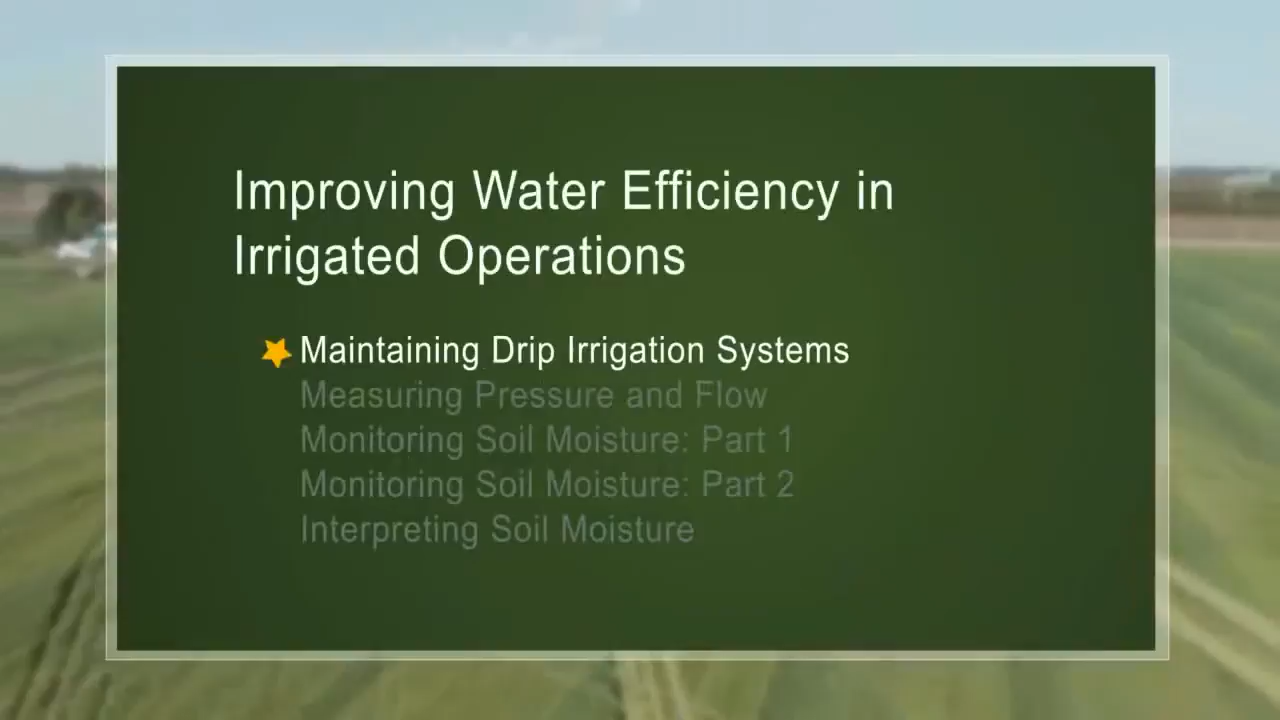 Improving Water Efficiency in
Irrigated Operations
Maintaining Drip Irrigation Systems
Measuring Pressure and Flow
Monitoring Soil Moisture: Part 1
Monitoring Soil Moisture: Part 2
Interpreting Soil Moisture